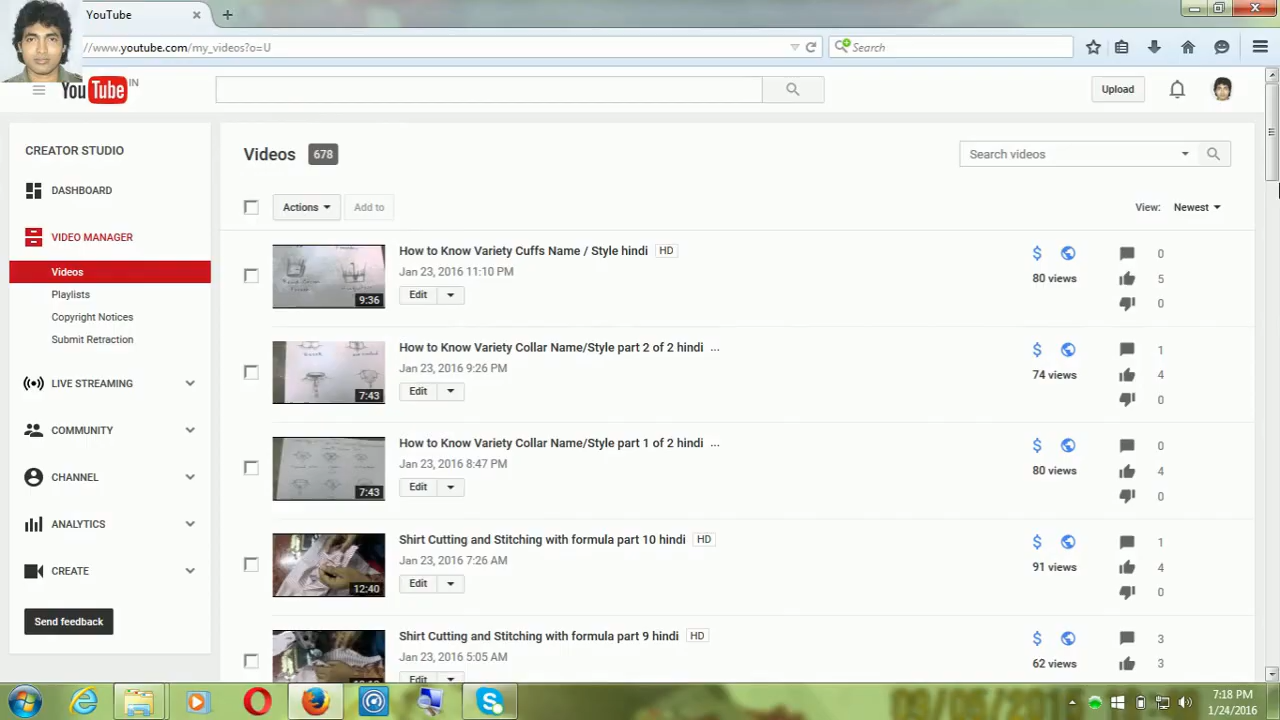 YouTube
//www.youtube.com/my_videos?o=U
Search
YouTube IN
Upload
CREATOR STUDIO
DASHBOARD
VIDEO MANAGER
Videos
Playlists
Copyright Notices
Submit Retraction
LIVE STREAMING
COMMUNITY
CHANNEL
ANALYTICS
CREATE
Send feedback
Videos 678
Search videos
Actions Add to
View: Newest
How to Know Variety Cuffs Name / Style hindi HD
Jan 23, 2016 11:10 PM
Edit
9:36
80 views
0
5
0
How to Know Variety Collar Name/Style part 2 of 2 hindi ...
Jan 23, 2016 9:26 PM
Edit
7:43
74 views
1
4
0
How to Know Variety Collar Name/Style part 1 of 2 hindi ...
Jan 23, 2016 8:47 PM
Edit
7:43
80 views
0
4
0
Shirt Cutting and Stitching with formula part 10 hindi HD
Jan 23, 2016 7:26 AM
Edit
12:40
91 views
1
4
0
Shirt Cutting and Stitching with formula part 9 hindi HD
Jan 23, 2016 5:05 AM
Edit
62 views
3
3
7:18 PM
1/24/2016